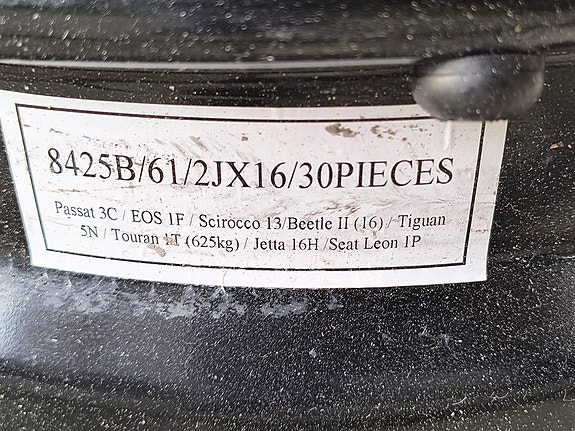 8425B/61/2JX16/30PIECES
Passat 3C / EOS 1F / Scirocco 13/Beetle II (16) / Tiguan
5N / Touran 1T (625kg) / Jetta 16H /Seat Leon 1P